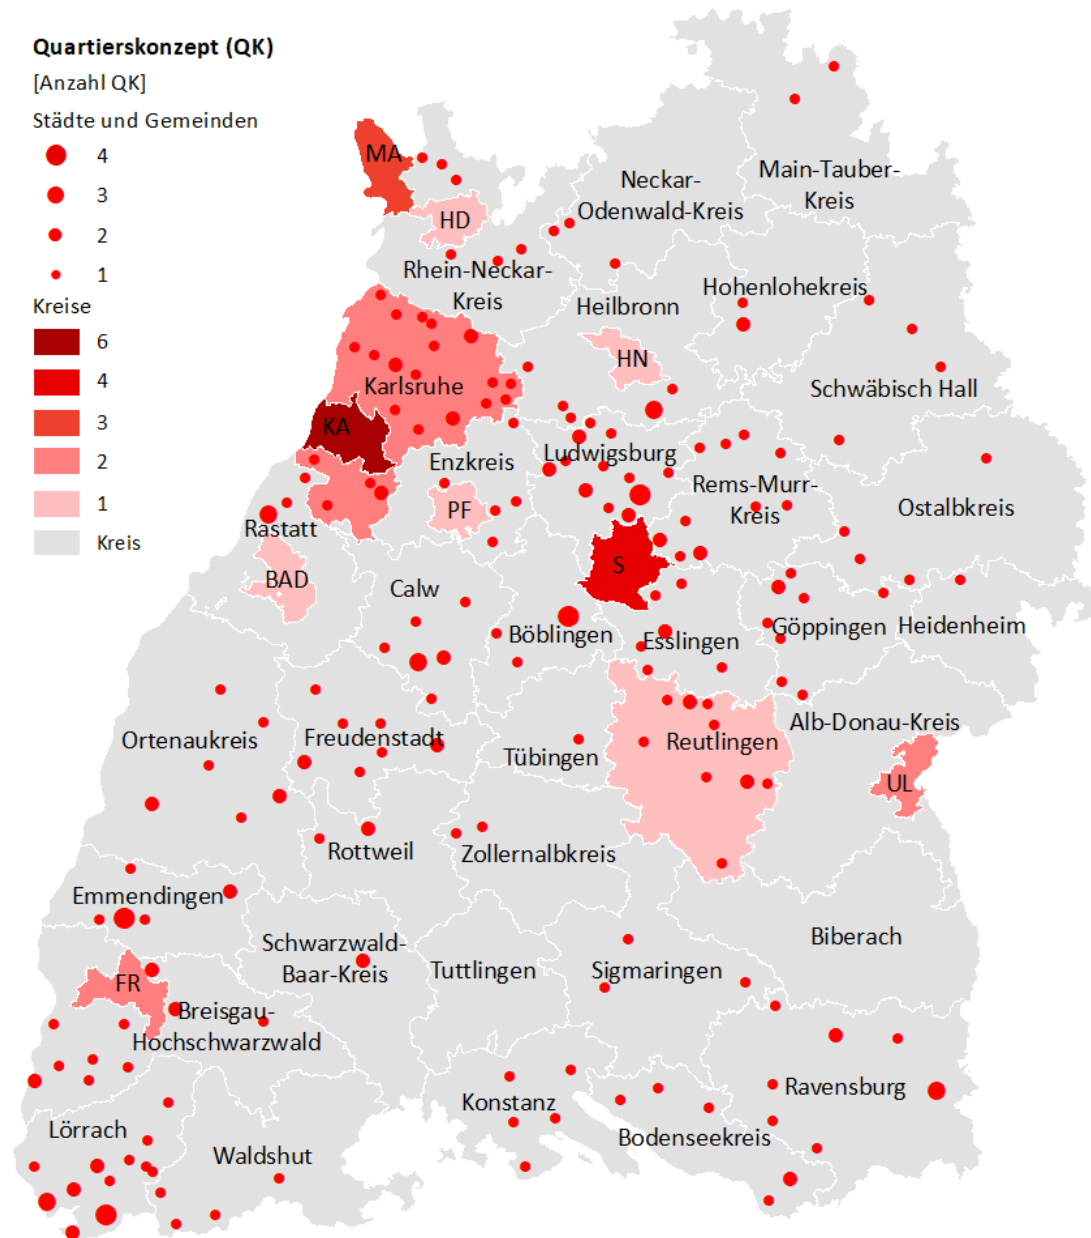 Quartierskonzept (QK)
[Anzahl QK]
Städte und Gemeinden
4
3
2
1
Kreise
6
4
3
2
1
Kreis
MA
HD
Neckar-
Odenwald-Kreis
Main-Tauber-
Kreis
Rhein-Neckar-
Kreis
Heilbronn
Hohenlohekreis
HN
Schwäbisch Hall
Karlsruhe
KA
Enzkreis
Ludwigsburg
Rems-Murr-
Kreis
Ostalbkreis
PF
Rastatt
BAD
S
Calw
Böblingen
Esslingen
Göppingen
Heidenheim
Ortenaukreis
Freudenstadt
Tübingen
Reutlingen
Alb-Donau-Kreis
UL
Rottweil
Zollernalbkreis
Emmendingen
Schwarzwald-
Baar-Kreis
Tuttlingen
Sigmaringen
Biberach
FR
Breisgau-
Hochschwarzwald
Konstanz
Ravensburg
Bodenseekreis
Lörrach
Waldshut